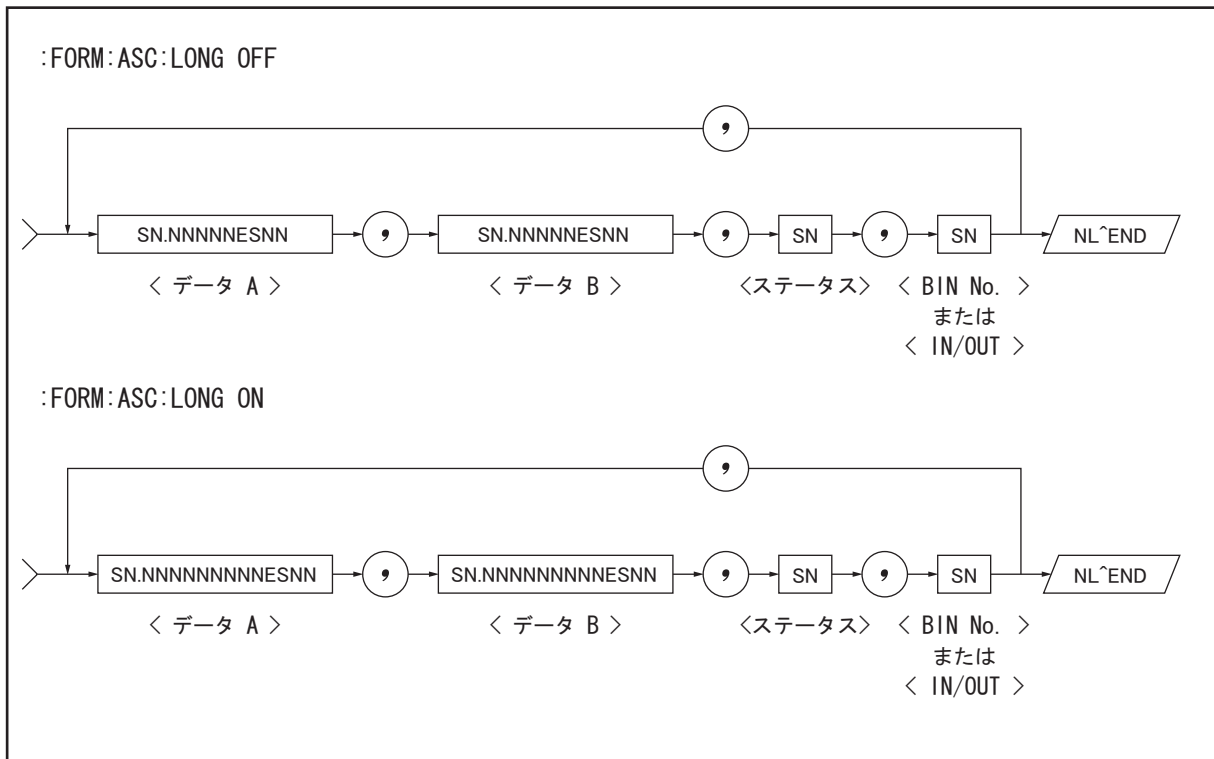 :FORM:ASC:LONG OFF
,
SN.NNNNNESNN , SN.NNNNNESNN , SN , SN NL^END
< データ A > < データ B > <ステータス> < BIN No. >
または
< IN/OUT >
:FORM:ASC:LONG ON
,
SN.NNNNNNNNNESNN , SN.NNNNNNNNNESNN , SN , SN NL^END
< データ A > < データ B > <ステータス> < BIN No. >
または
< IN/OUT >